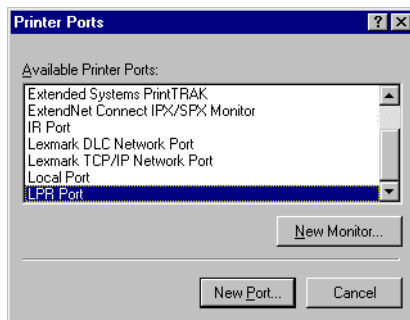 Printer Ports
Available Printer Ports:
Extended Systems PrintTRAK
ExtendNet Connect IPX/SPX Monitor
IR Port
Lexmark DLC Network Port
Lexmark TCP/IP Network Port
Local Port
LPR Port
New Monitor...
New Port...
Cancel